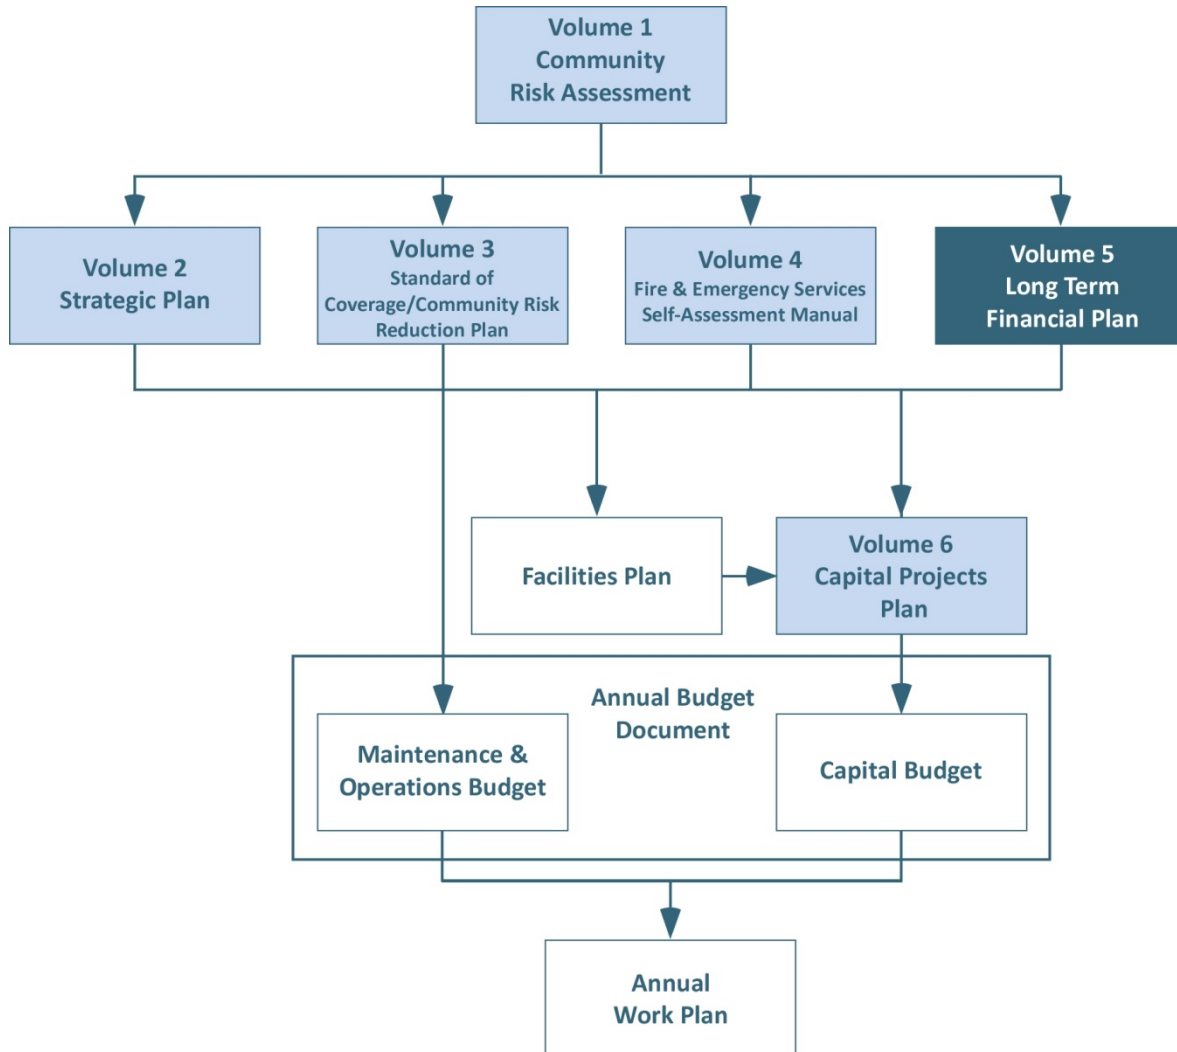 Volume 1
Community
Risk Assessment
Volume 2
Strategic Plan
Volume 3
Standard of
Coverage/Community Risk
Reduction Plan
Volume 4
Fire & Emergency Services
Self-Assessment Manual
Volume 5
Long Term
Financial Plan
Facilities Plan
Volume 6
Capital Projects
Plan
Annual Budget
Document
Maintenance &
Operations Budget
Capital Budget
Annual
Work Plan